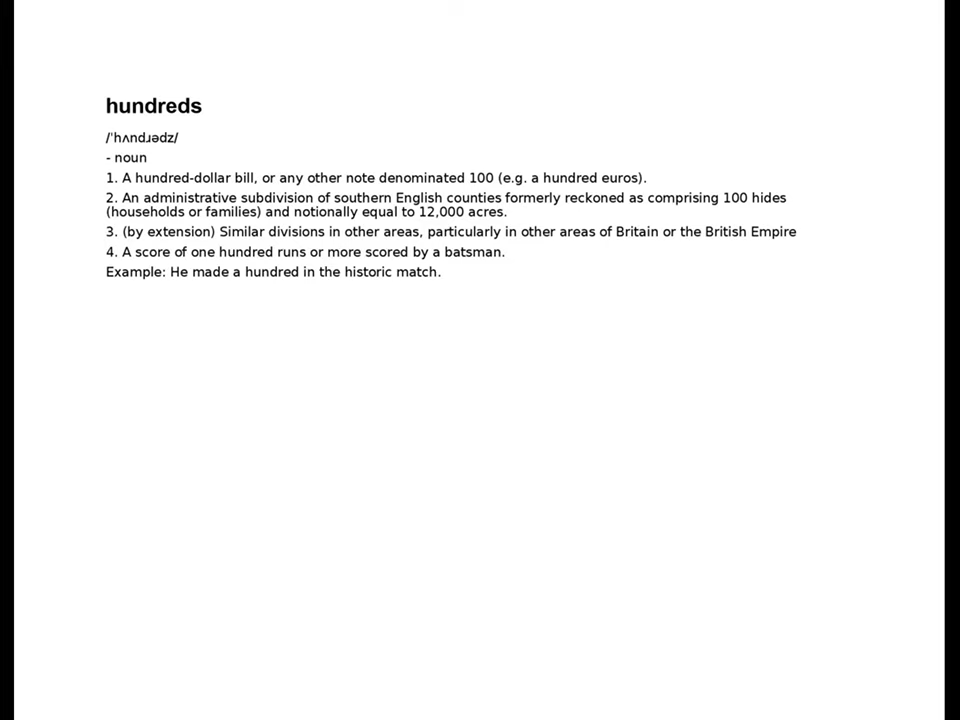 hundreds
/ˈhʌndɹədz/
- noun
1. A hundred-dollar bill, or any other note denominated 100 (e.g. a hundred euros).
2. An administrative subdivision of southern English counties formerly reckoned as comprising 100 hides
(households or families) and notionally equal to 12,000 acres.
3. (by extension) Similar divisions in other areas, particularly in other areas of Britain or the British Empire
4. A score of one hundred runs or more scored by a batsman.
Example: He made a hundred in the historic match.